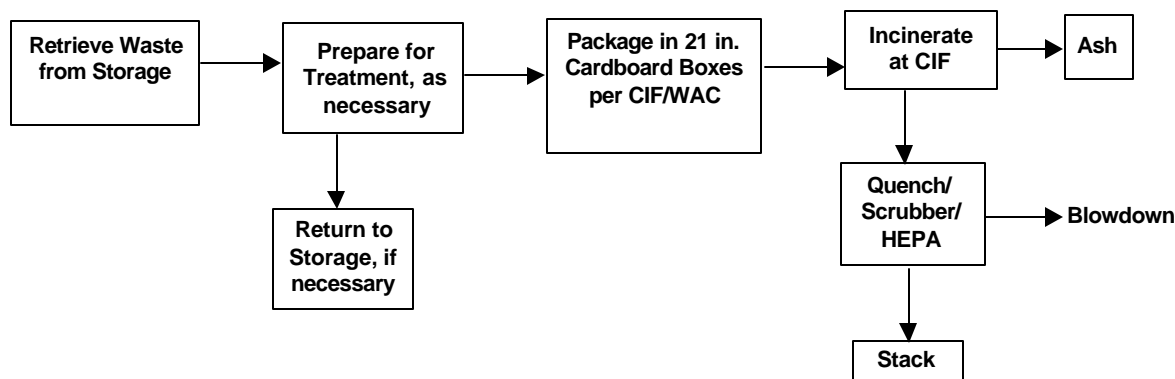 Retrieve Waste
from Storage
Prepare for
Treatment, as
necessary
Package in 21 in.
Cardboard Boxes
per CIF/WAC
Incinerate
at CIF
Ash
Return to
Storage, if
necessary
Quench/
Scrubber/
HEPA
Blowdown
Stack